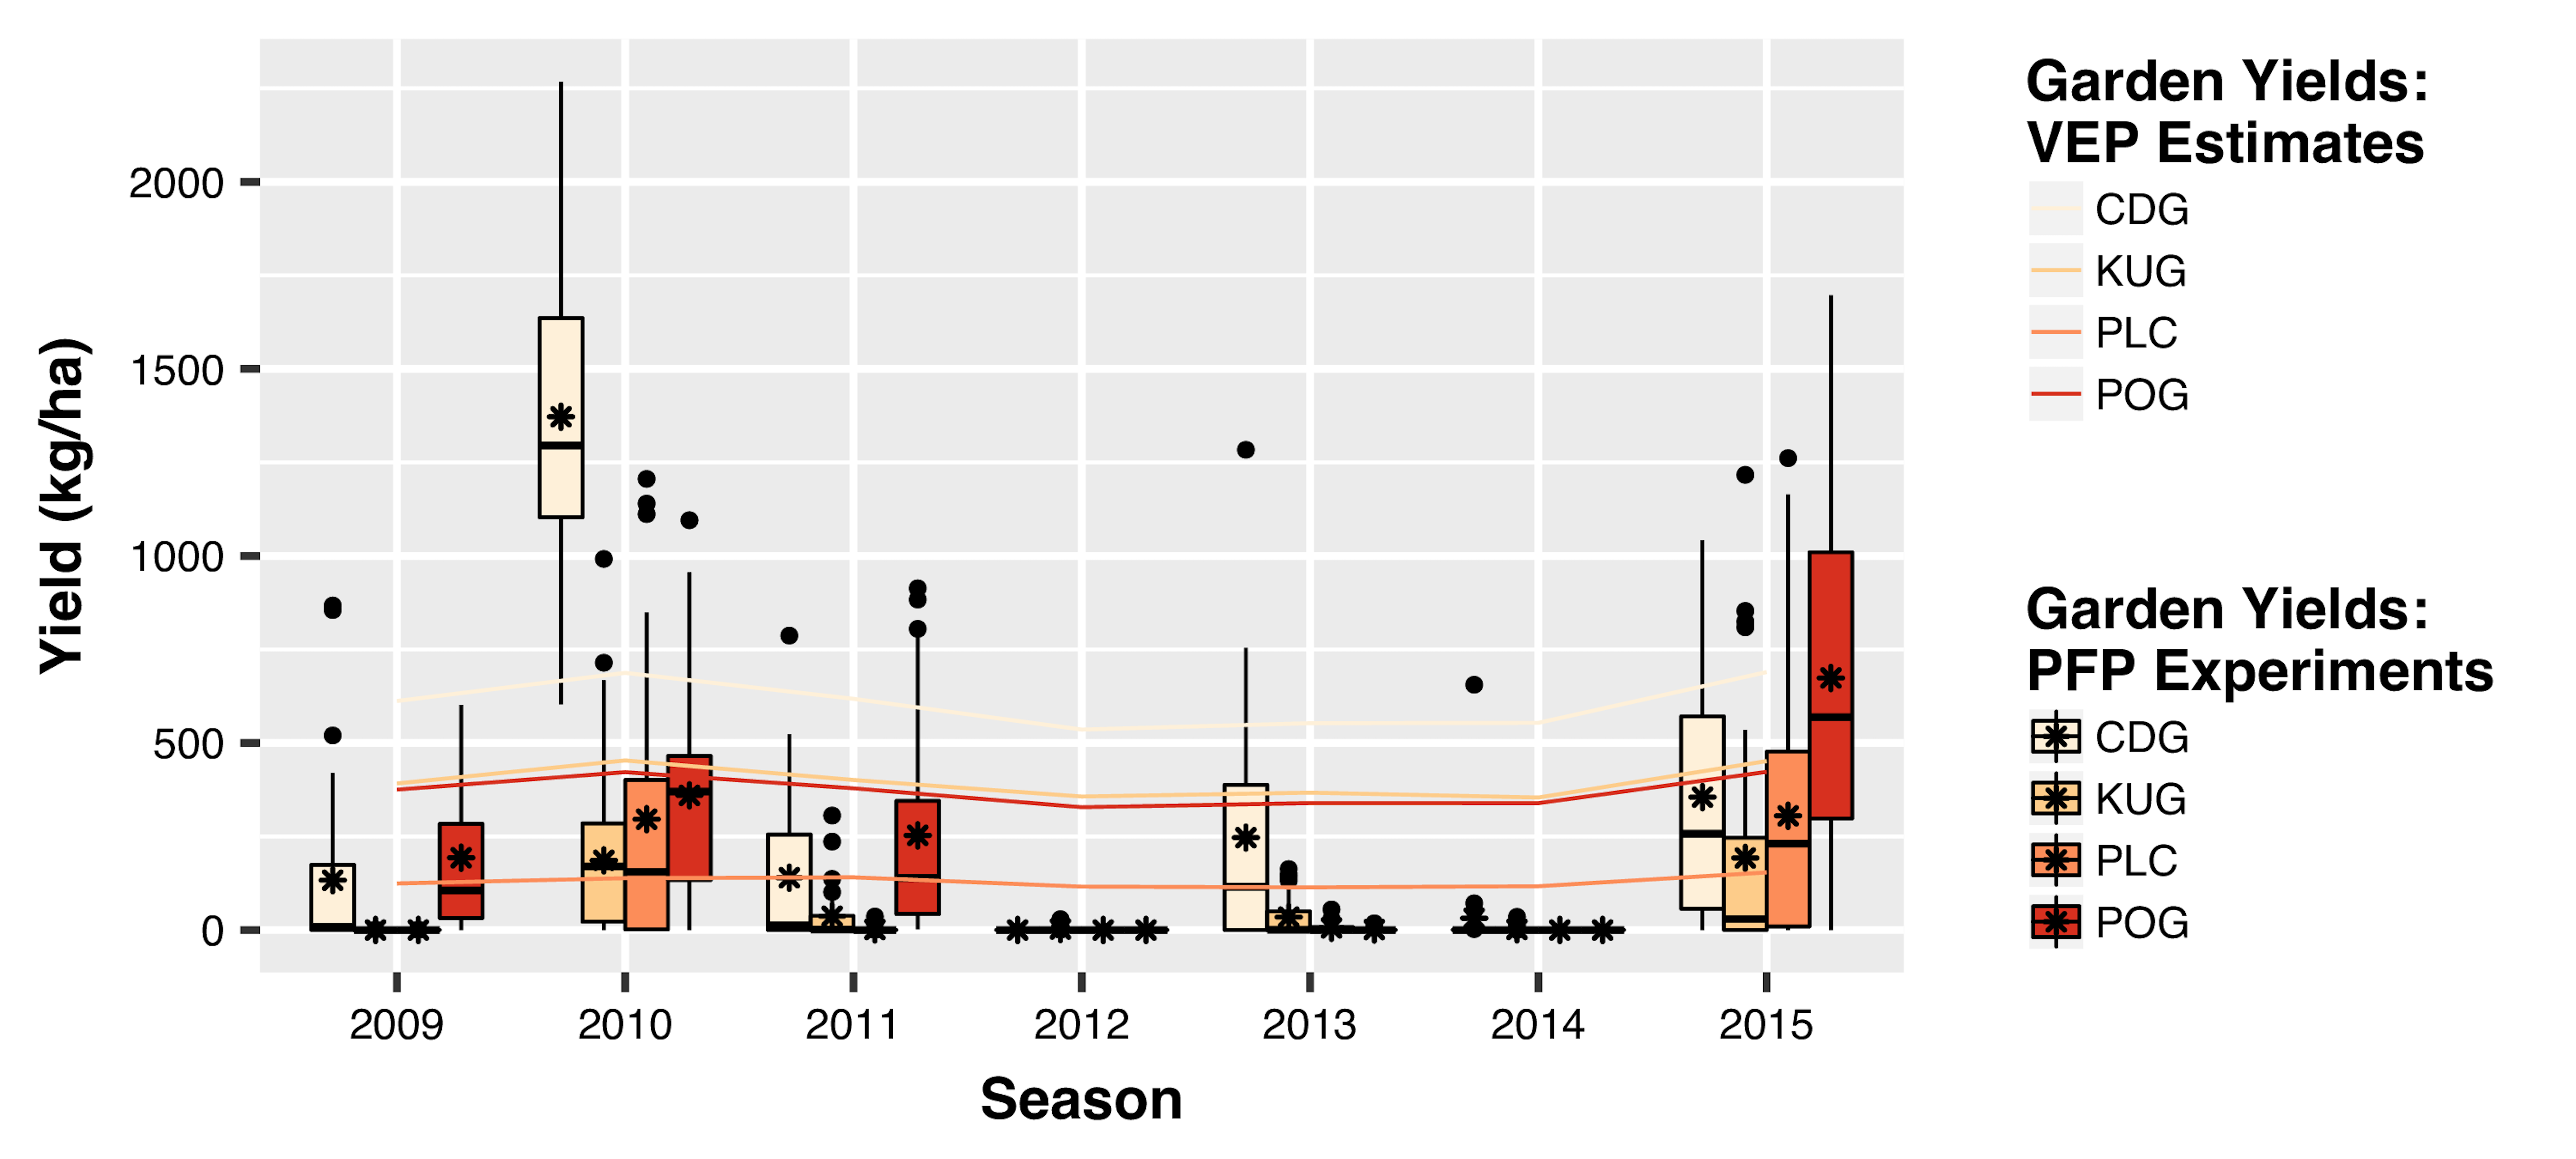 Yield (kg/ha)
2000
1500
1000
500
0
2009 2010 2011 2012 2013 2014 2015
Season
Garden Yields:
VEP Estimates
CDG
KUG
PLC
POG
Garden Yields:
PFP Experiments
CDG
KUG
PLC
POG